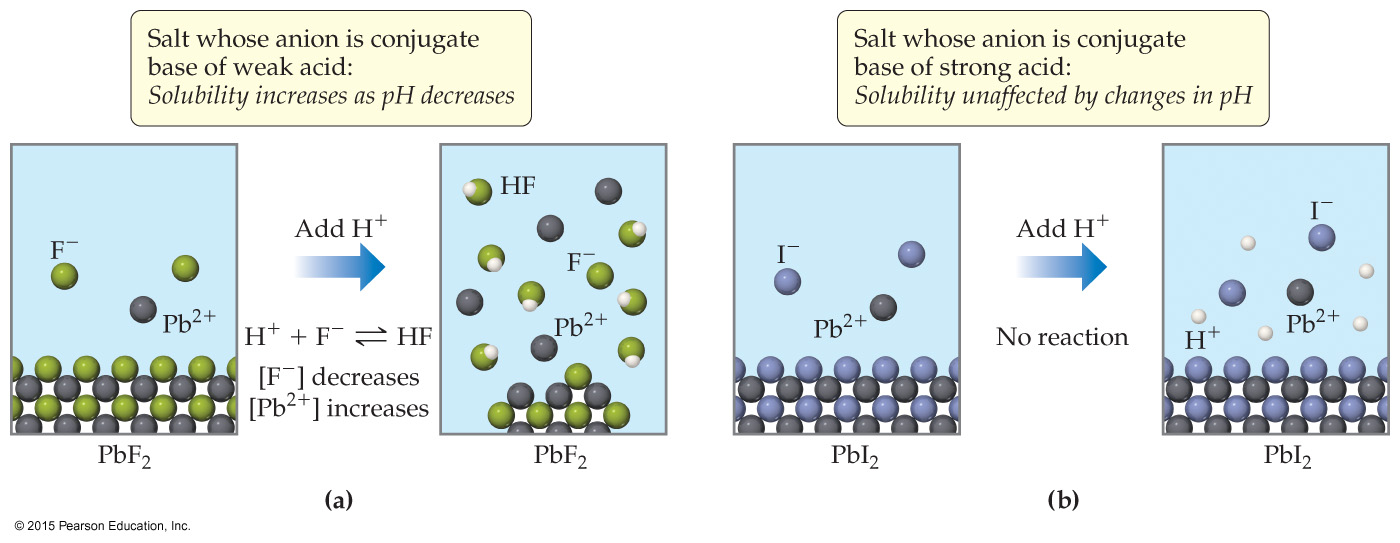 Salt whose anion is conjugate
base of weak acid:
Solubility increases as pH decreases
F⁻
Pb²⁺
Add H⁺
H⁺ + F⁻ ⇌ HF
[F⁻] decreases
[Pb²⁺] increases
HF
F⁻
Pb²⁺
PbF₂
PbF₂
(a)
Salt whose anion is conjugate
base of strong acid:
Solubility unaffected by changes in pH
I⁻
Pb²⁺
Add H⁺
No reaction
I⁻
Pb²⁺
H⁺
PbI₂
PbI₂
(b)
© 2015 Pearson Education, Inc.